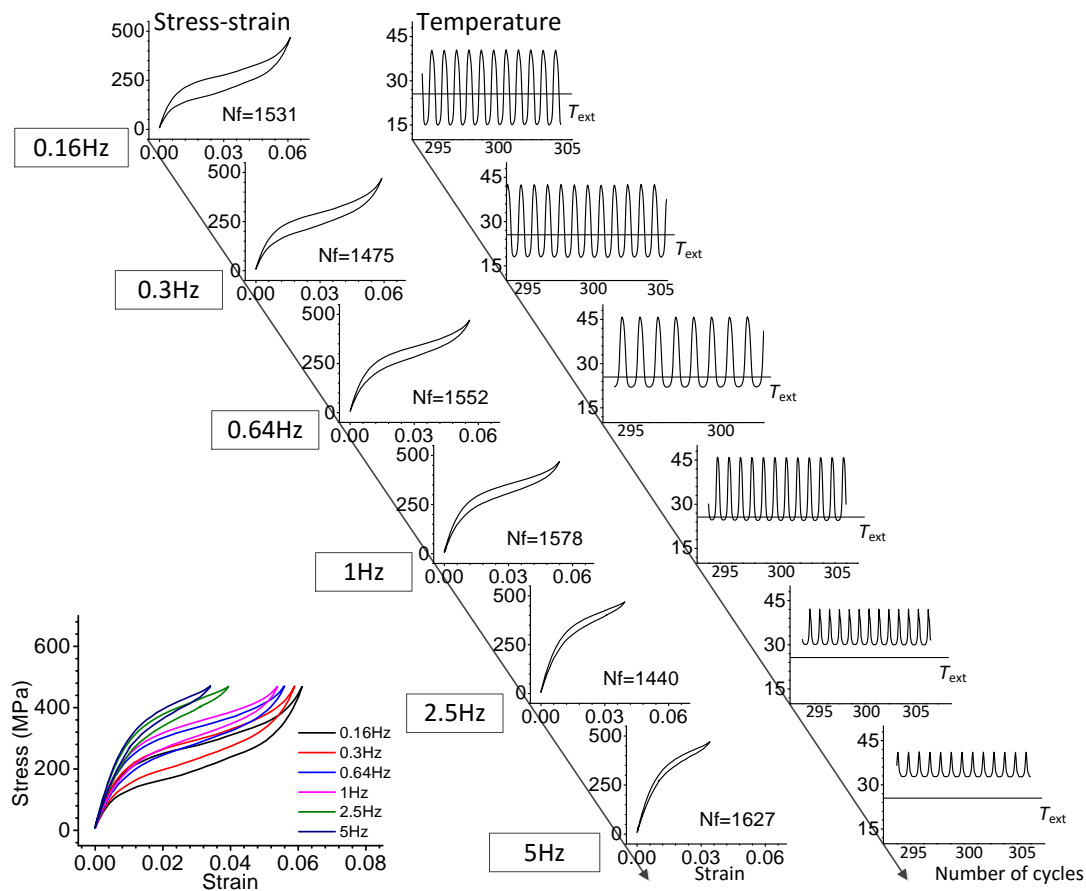 Stress-strain
Temperature
500
250
0
0.00 0.03 0.06
Nf=1531
0.16Hz
45
30
15
295 300 305
Text
500
250
0
0.00 0.03 0.06
Nf=1475
0.3Hz
45
30
15
295 300 305
Text
500
250
0
0.00 0.03 0.06
Nf=1552
0.64Hz
45
30
15
295 300
Text
500
250
0
0.00 0.03 0.06
Nf=1578
1Hz
45
30
15
295 300 305
Text
500
250
0
0.00 0.03 0.06
Nf=1440
2.5Hz
45
30
15
295 300 305
Text
500
250
0
0.00 0.03 0.06
Strain
Nf=1627
5Hz
45
30
15
295 300 305
Text
Number of cycles
Stress (MPa)
600
400
200
0
0.00 0.02 0.04 0.06 0.08
Strain
0.16Hz
0.3Hz
0.64Hz
1Hz
2.5Hz
5Hz